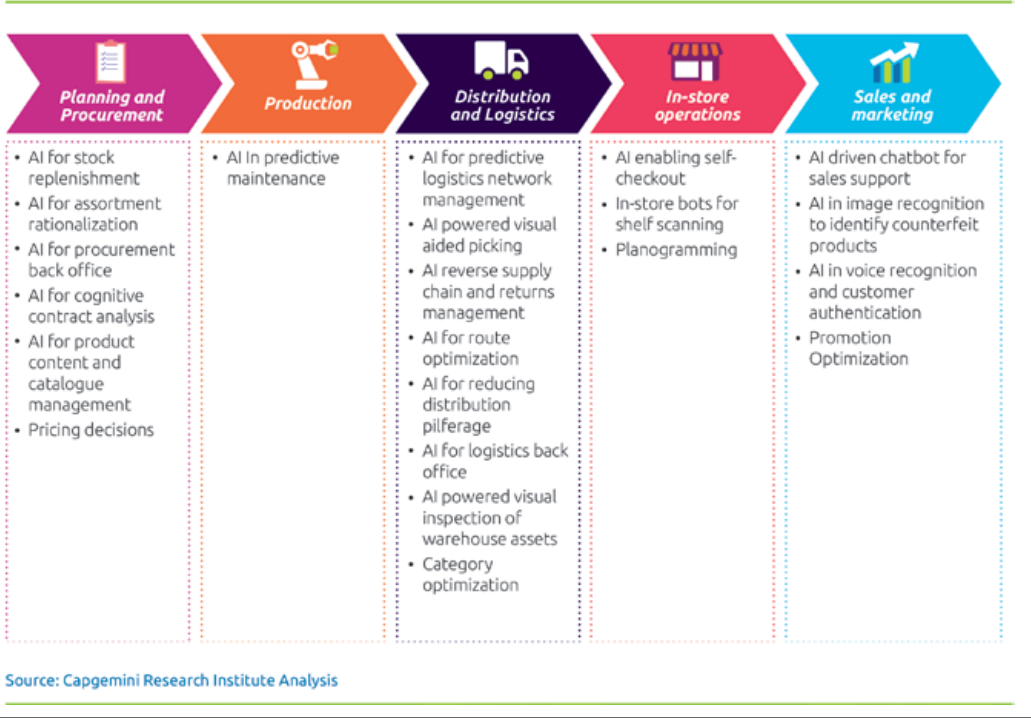 Planning and
Procurement
Production
Distribution
and Logistics
In-store
operations
Sales and
marketing
• AI for stock
replenishment
• AI for assortment
rationalization
• AI for procurement
back office
• AI for cognitive
contract analysis
• AI for product
content and
catalogue
management
• Pricing decisions
• AI In predictive
maintenance
• AI for predictive
logistics network
management
• AI powered visual
aided picking
• AI reverse supply
chain and returns
management
• AI for route
optimization
• AI for reducing
distribution
pilferage
• AI for logistics back
office
• AI powered visual
inspection of
warehouse assets
• Category
optimization
• AI enabling self-
checkout
• In-store bots for
shelf scanning
• Planogramming
• AI driven chatbot for
sales support
• AI in image recognition
to identify counterfeit
products
• AI in voice recognition
and customer
authentication
• Promotion
Optimization
Source: Capgemini Research Institute Analysis